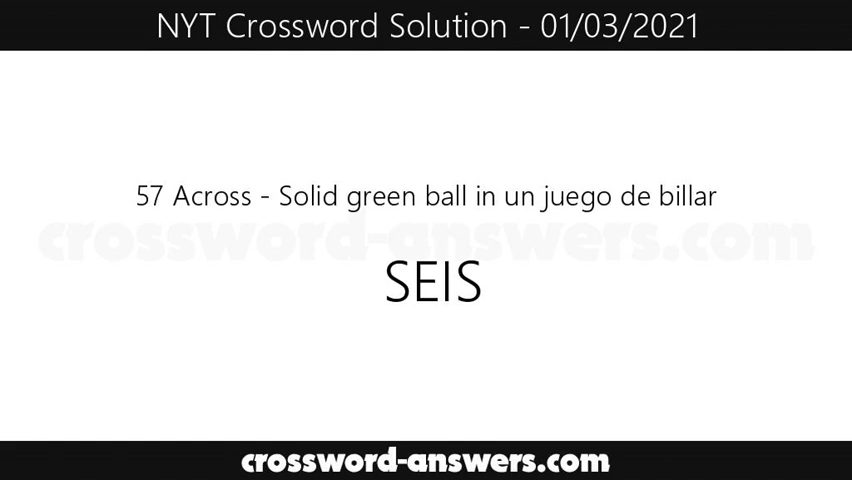 NYT Crossword Solution - 01/03/2021
57 Across - Solid green ball in un juego de billar
crossword-answers.com
SEIS
crossword-answers.com